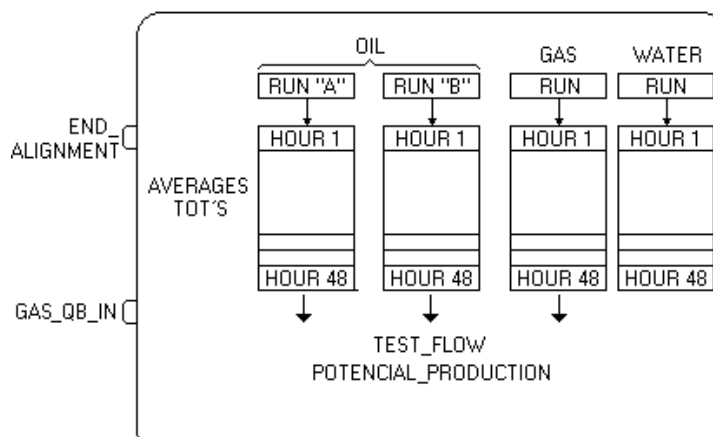 OIL
GAS
WATER
RUN "A"
RUN "B"
RUN
RUN
END_
ALIGNMENT
HOUR 1
HOUR 1
HOUR 1
HOUR 1
AVERAGES
TOT'S
HOUR 48
HOUR 48
HOUR 48
HOUR 48
GAS_QB_IN
TEST_FLOW
POTENCIAL_PRODUCTION